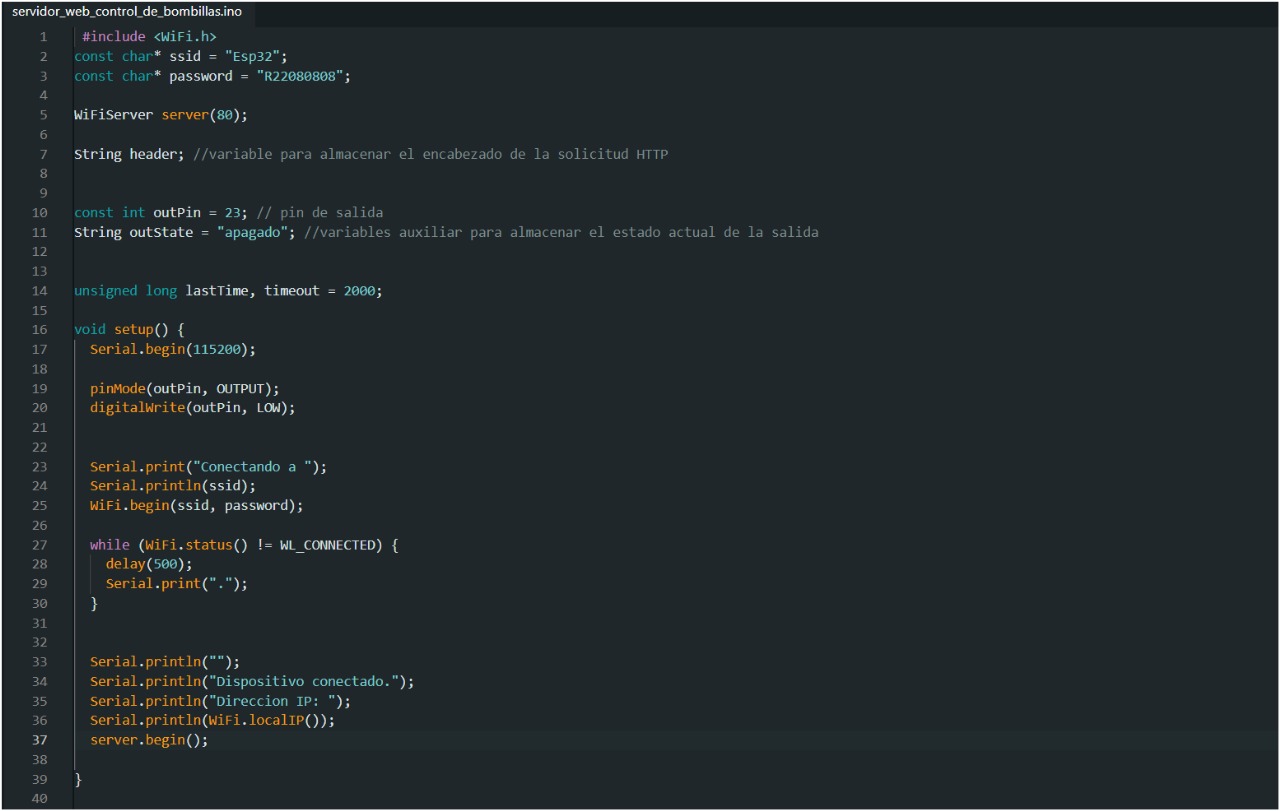 servidor_web_control_de_bombillas.ino
1 #include <WiFi.h>
2 const char* ssid = "Esp32";
3 const char* password = "R22080808";
4
5 WiFiServer server(80);
6
7 String header; //variable para almacenar el encabezado de la solicitud HTTP
8
9
10 const int outPin = 23; // pin de salida
11 String outState = "apagado"; //variables auxiliar para almacenar el estado actual de la salida
12
13
14 unsigned long lastTime, timeout = 2000;
15
16 void setup() {
17 Serial.begin(115200);
18
19 pinMode(outPin, OUTPUT);
20 digitalWrite(outPin, LOW);
21
22
23 Serial.print("Conectando a ");
24 Serial.println(ssid);
25 WiFi.begin(ssid, password);
26
27 while (WiFi.status() != WL_CONNECTED) {
28 delay(500);
29 Serial.print(".");
30 }
31
32
33 Serial.println("");
34 Serial.println("Dispositivo conectado.");
35 Serial.println("Direccion IP: ");
36 Serial.println(WiFi.localIP());
37 server.begin();
38
39 }
40